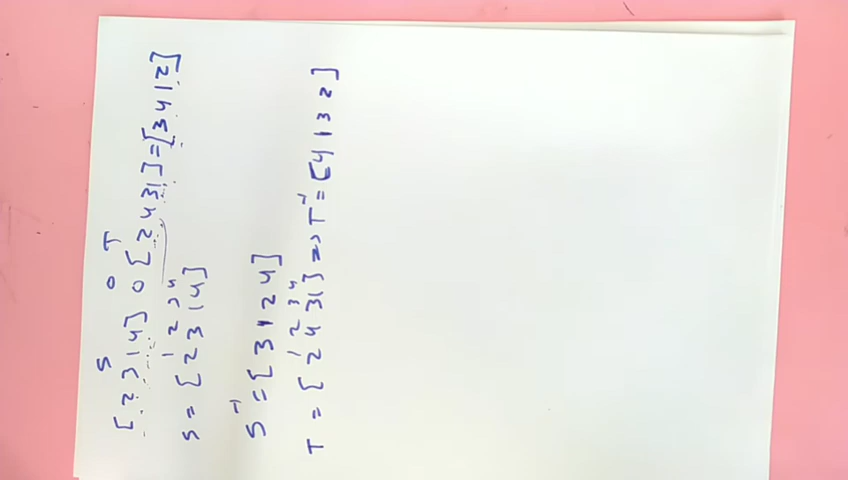 S o T
[2 3 1 4] o [2 4 3 1] = [3 4 1 2]
1 2 3 4
S = [2 3 1 4]
S⁻¹ = [3 1 2 4]
1 2 3 4
T = [2 4 3 1] => T⁻¹ = [4 1 3 2]